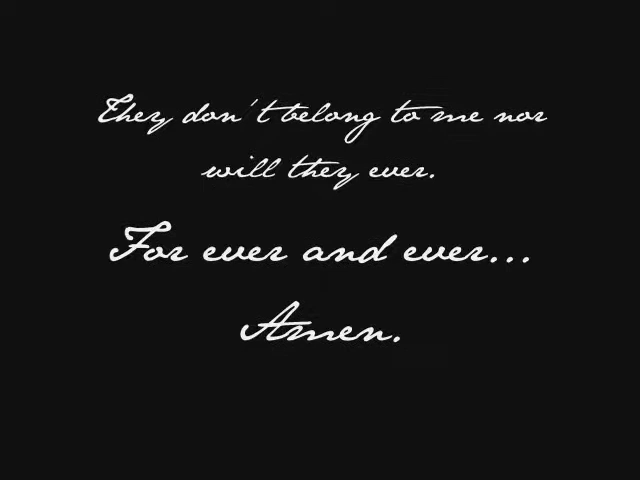 They don't belong to me nor
will they ever.
For ever and ever...
Amen.